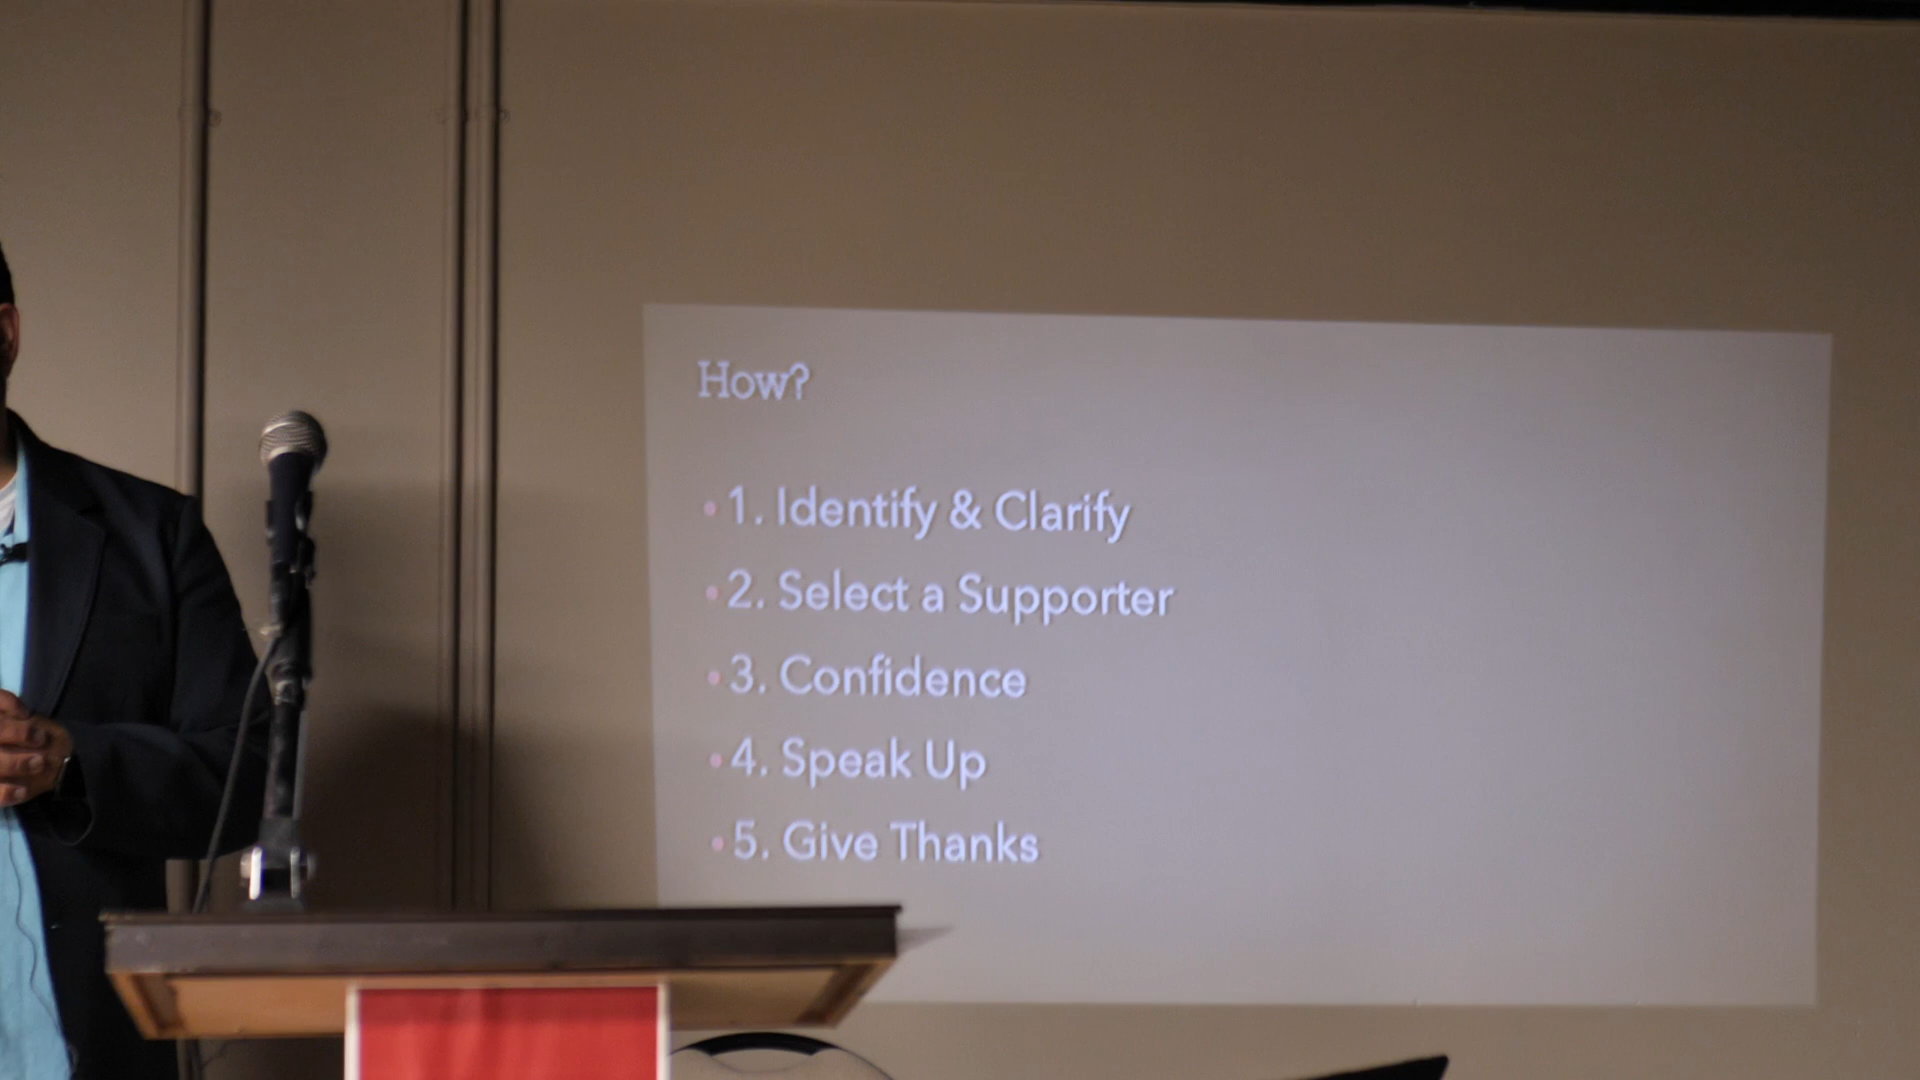 How?
• 1. Identify & Clarify
• 2. Select a Supporter
• 3. Confidence
• 4. Speak Up
• 5. Give Thanks